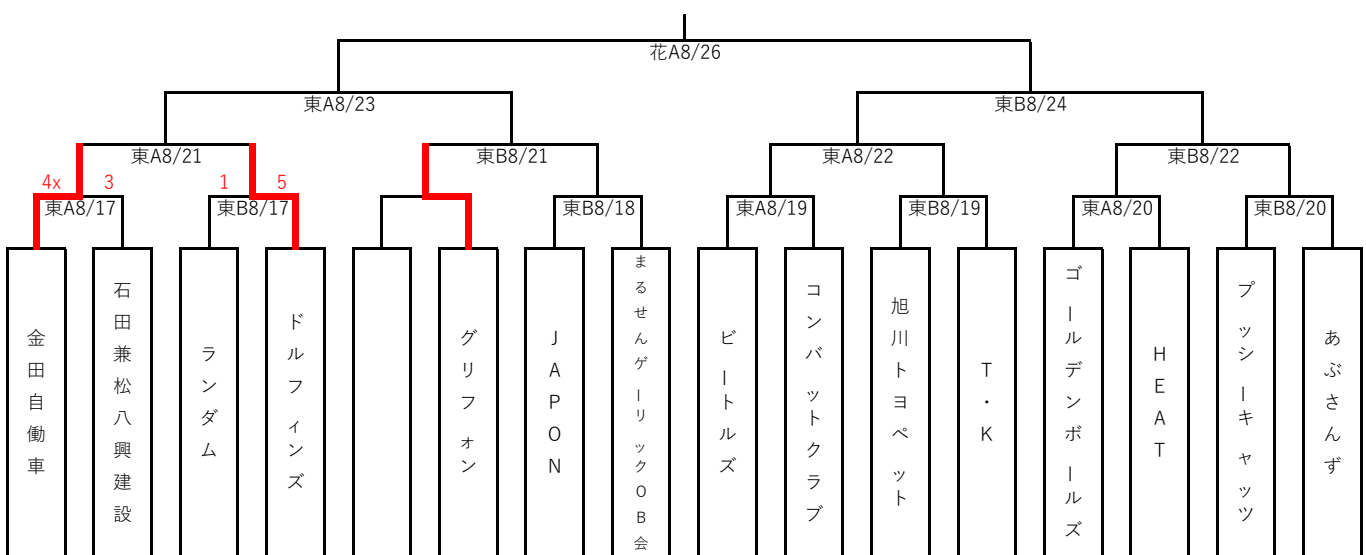 花A8/26
東A8/23
東B8/24
東A8/21
東B8/21
東A8/22
東B8/22
4x
3
1
5
東A8/17
東B8/17
東B8/18
東A8/19
東B8/19
東A8/20
東B8/20
金田自働車
石田兼松八興建設
ランダム
ドルフィンズ
グリフォン
JAPON
まるせんゲーリックOB会
ビートルズ
コンバットクラブ
旭川トヨペット
T・K
ゴールデンボールズ
HEAT
プッシーキャッツ
あぶさんず